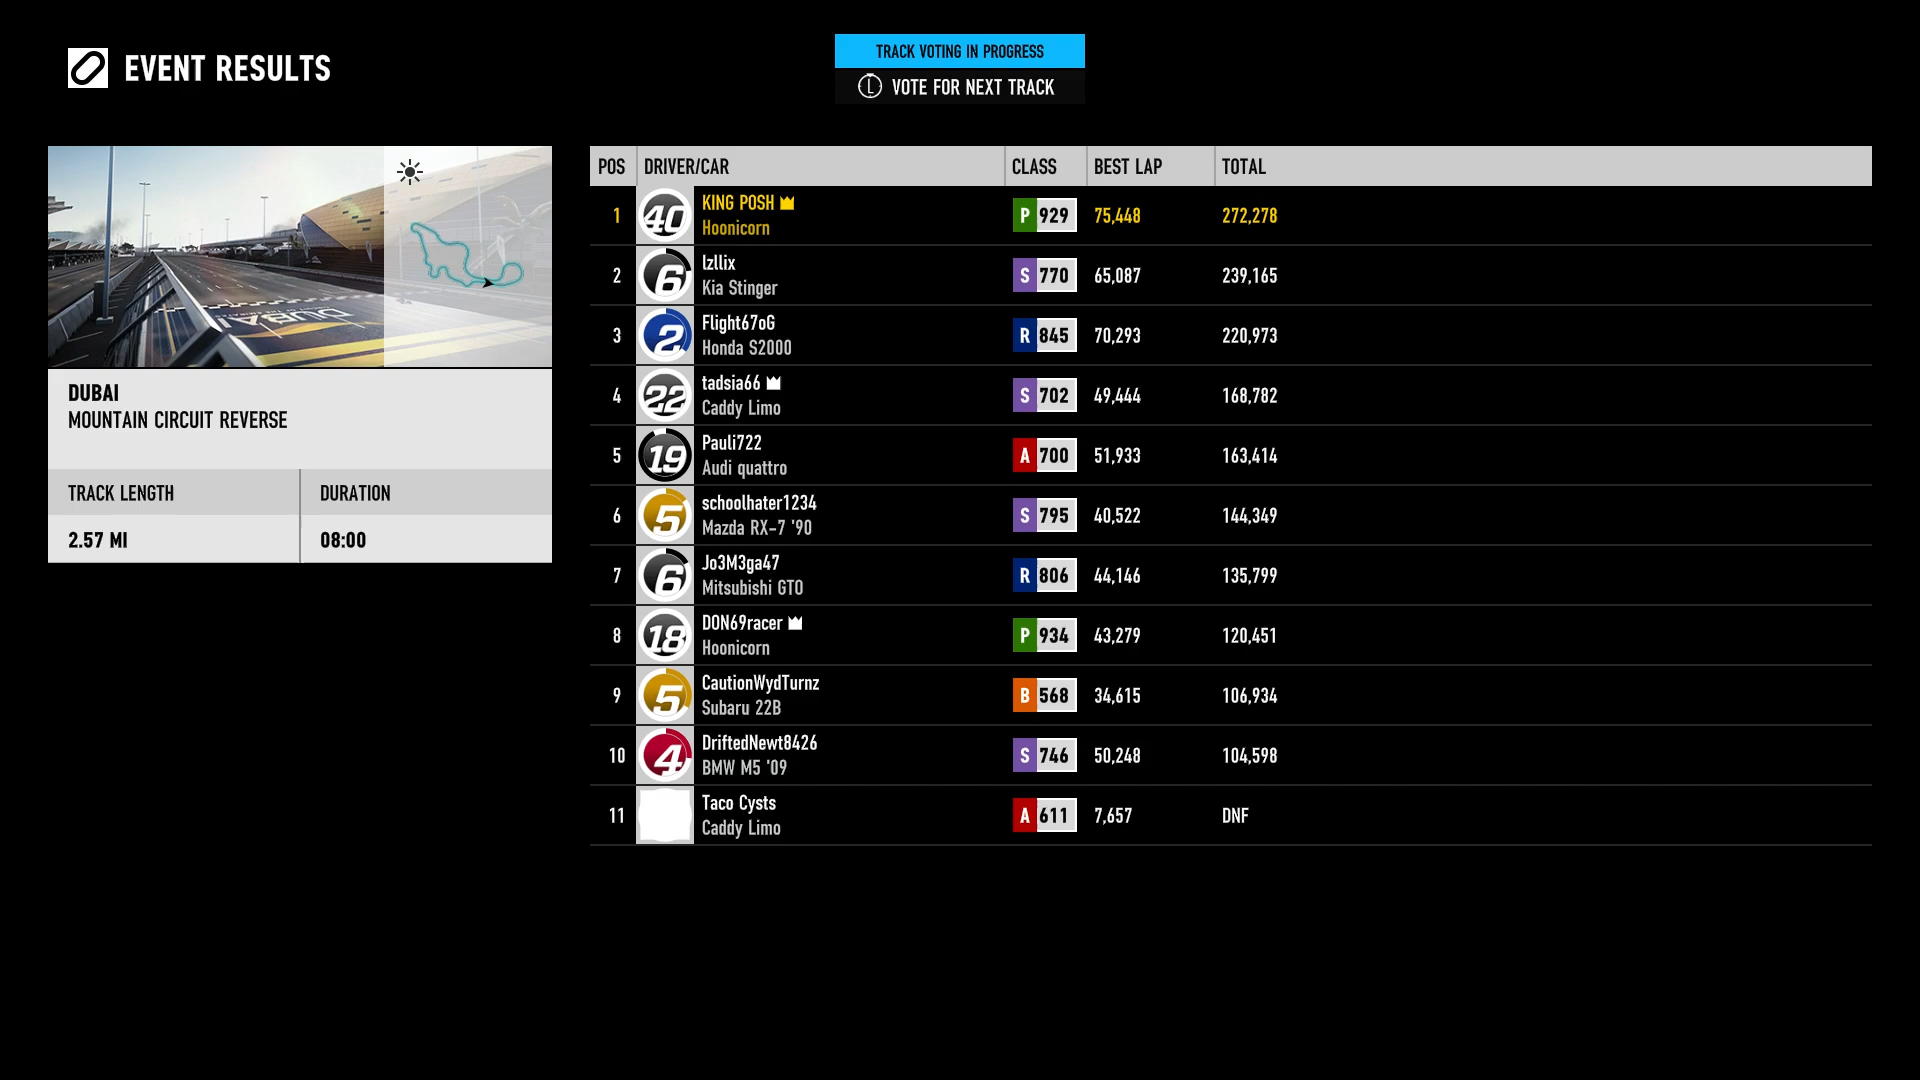 EVENT RESULTS
TRACK VOTING IN PROGRESS
L VOTE FOR NEXT TRACK
DUBAI
DUBAI
MOUNTAIN CIRCUIT REVERSE
TRACK LENGTH DURATION
2.57 MI 08:00
POS DRIVER/CAR CLASS BEST LAP TOTAL
1 40 KING POSH P 929 75,448 272,278
Hoonicorn
2 6 lzllix S 770 65,087 239,165
Kia Stinger
3 2 Flight67oG R 845 70,293 220,973
Honda S2000
4 22 tadsia66 S 702 49,444 168,782
Caddy Limo
5 19 Pauli722 A 700 51,933 163,414
Audi quattro
6 5 schoolhater1234 S 795 40,522 144,349
Mazda RX-7 '90
7 6 Jo3M3ga47 R 806 44,146 135,799
Mitsubishi GTO
8 18 DON69racer P 934 43,279 120,451
Hoonicorn
9 5 CautionWydTurnz B 568 34,615 106,934
Subaru 22B
10 4 DriftedNewt8426 S 746 50,248 104,598
BMW M5 '09
11 Taco Cysts A 611 7,657 DNF
Caddy Limo